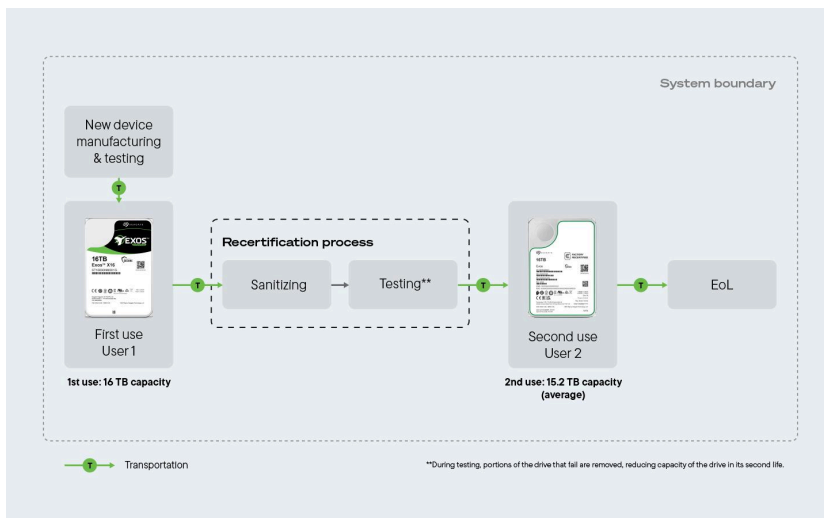 System boundary
New device
manufacturing
& testing
T
EXOS
16TB
Exos™ X16
First use
User 1
1st use: 16 TB capacity
T
Recertification process
Sanitizing
Testing**
T
16TB
Second use
User 2
2nd use: 15.2 TB capacity
(average)
T
EoL
T
Transportation
**During testing, portions of the drive that fail are removed, reducing capacity of the drive in its second life.